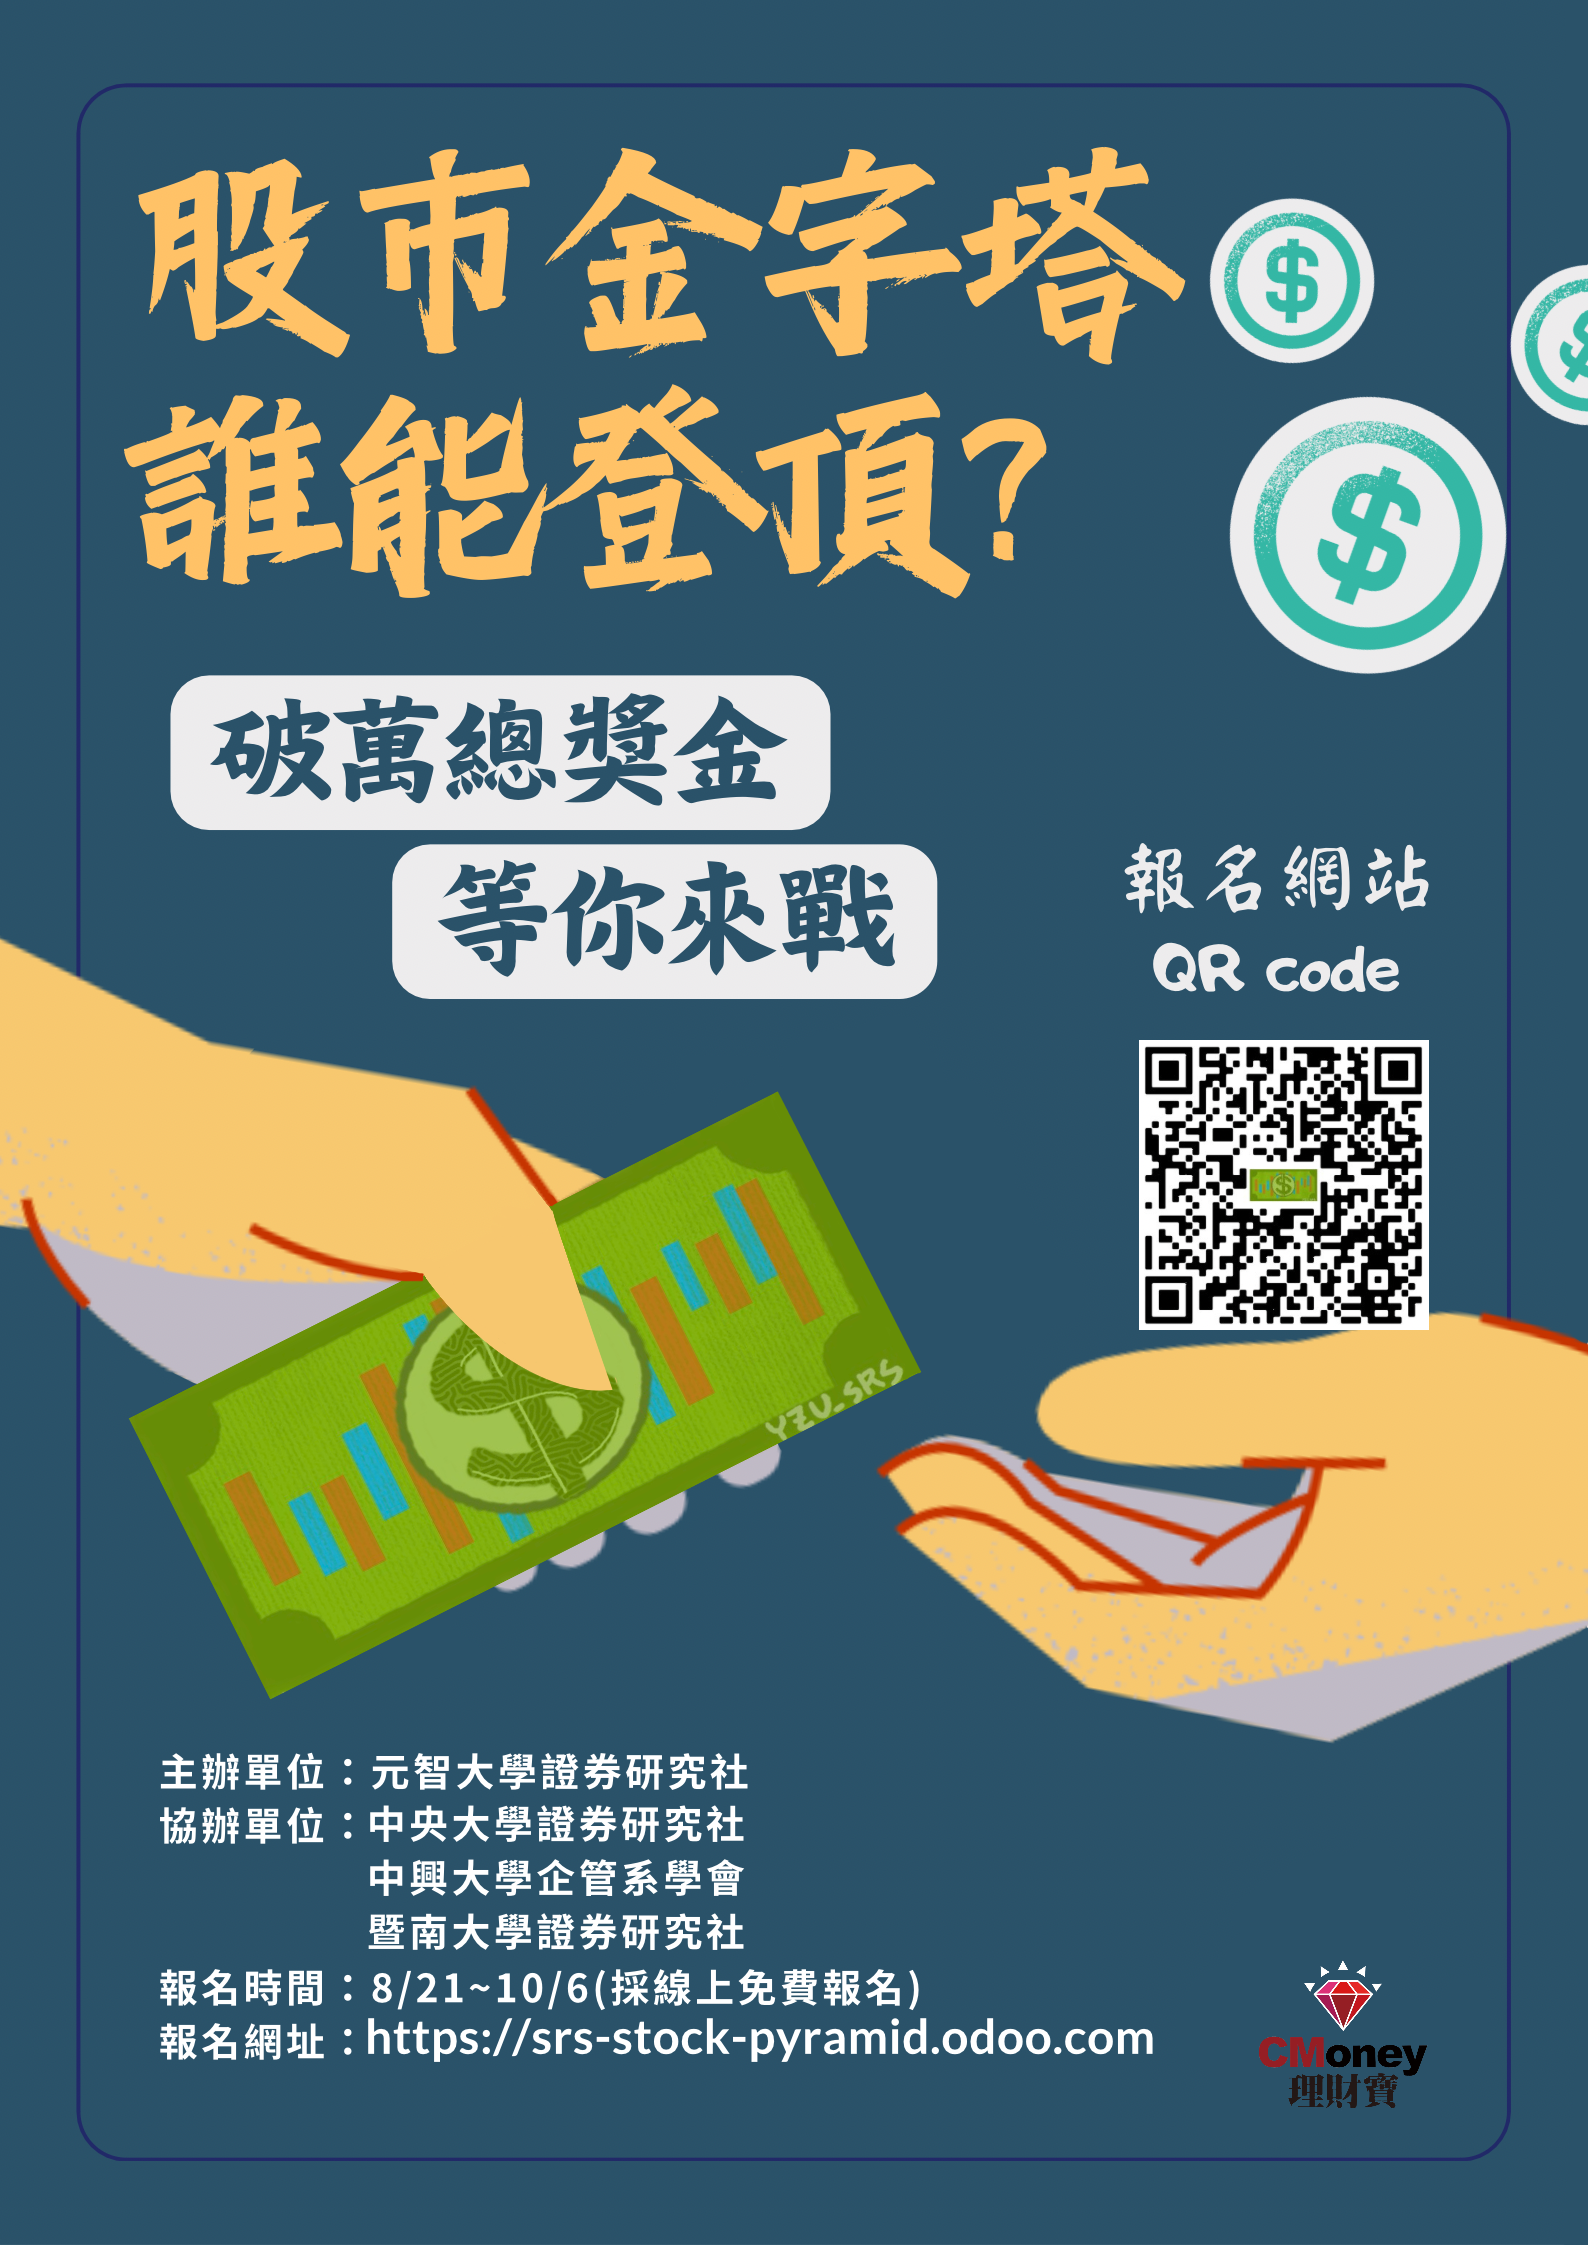 股市金字塔
誰能登頂?
破萬總獎金
等你來戰
報名網站
QR code
YZU_SRS
主辦單位：元智大學證券研究社
協辦單位：中央大學證券研究社
中興大學企管系學會
暨南大學證券研究社
報名時間：8/21~10/6(採線上免費報名)
報名網址：https://srs-stock-pyramid.odoo.com
CMoney
理財寶